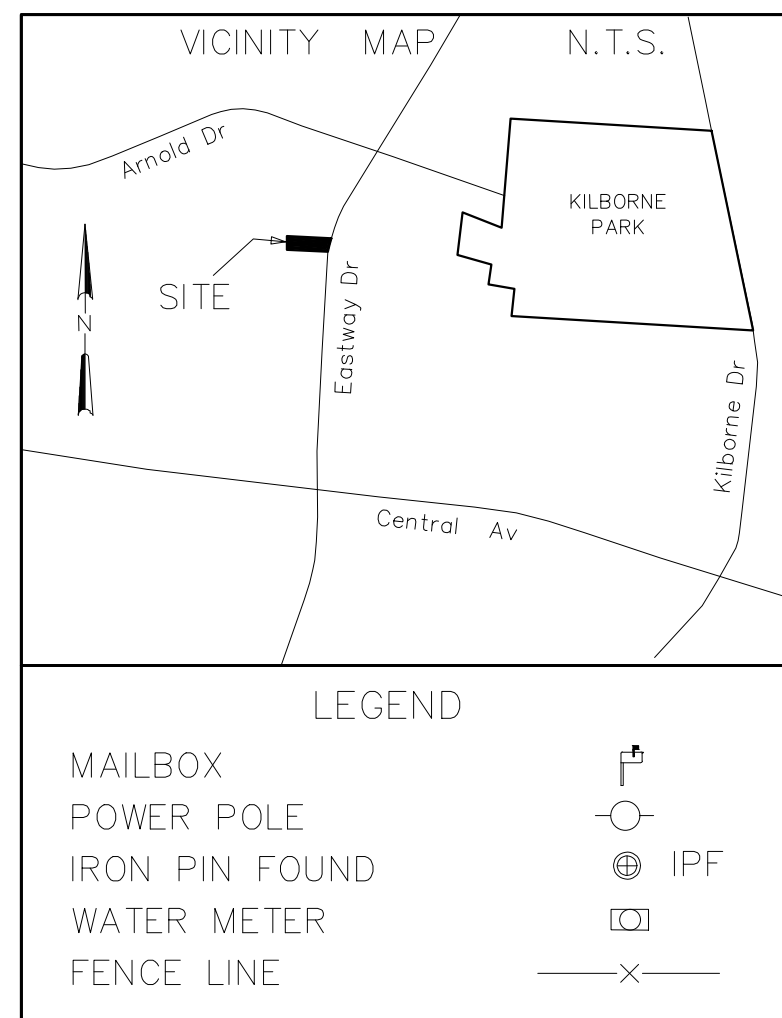 VICINITY MAP N.T.S.
Arnold Dr
KILBORNE
PARK
SITE
N
Eastway Dr
Kilborne Dr
Central Av
LEGEND
MAILBOX
POWER POLE
IRON PIN FOUND IPF
WATER METER
FENCE LINE